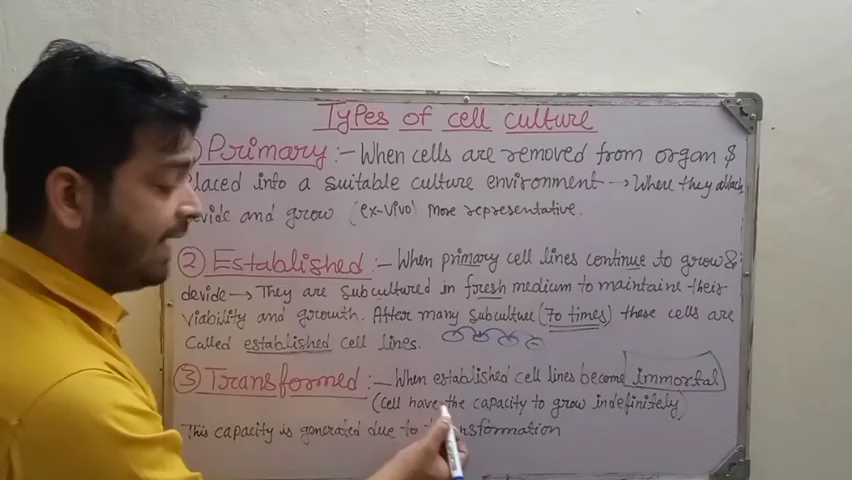 Types of cell culture
Primary :- When cells are removed from organ &
placed into a suitable culture environment → Where they attach,
devide and grow (ex-vivo) More representative.
② Established :- When primary cell lines continue to grow &
devide → They are subcultured in fresh medium to maintaine their
viability and growth. After many subculture (70 times) these cells are
Called established cell lines.
③ Transformed :- When established cell lines become immortal
(Cell have the capacity to grow indefinitely)
This capacity is generated due to transformation